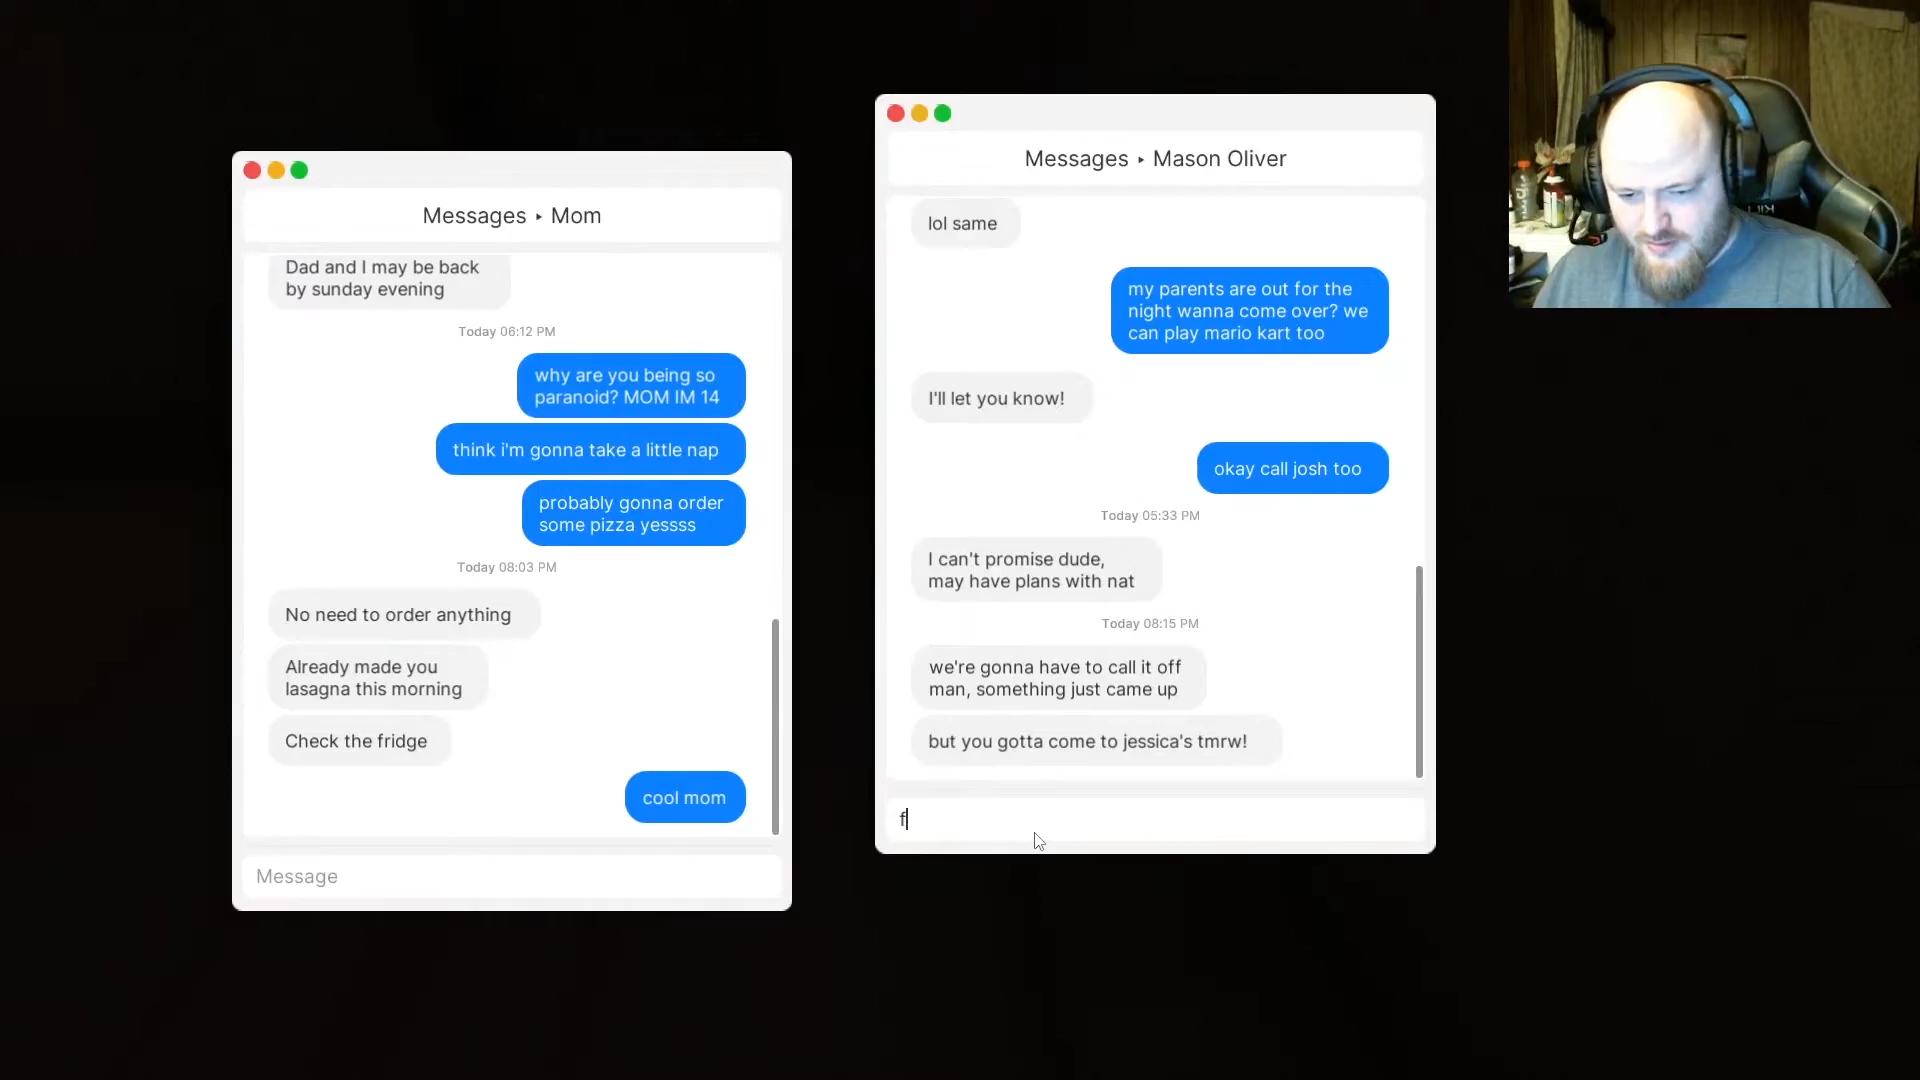 Messages ▸ Mom
Dad and I may be back
by sunday evening
Today 06:12 PM
why are you being so
paranoid? MOM IM 14
think i'm gonna take a little nap
probably gonna order
some pizza yessss
Today 08:03 PM
No need to order anything
Already made you
lasagna this morning
Check the fridge
cool mom
Message
Messages ▸ Mason Oliver
lol same
my parents are out for the
night wanna come over? we
can play mario kart too
I'll let you know!
okay call josh too
Today 05:33 PM
I can't promise dude,
may have plans with nat
Today 08:15 PM
we're gonna have to call it off
man, something just came up
but you gotta come to jessica's tmrw!
f